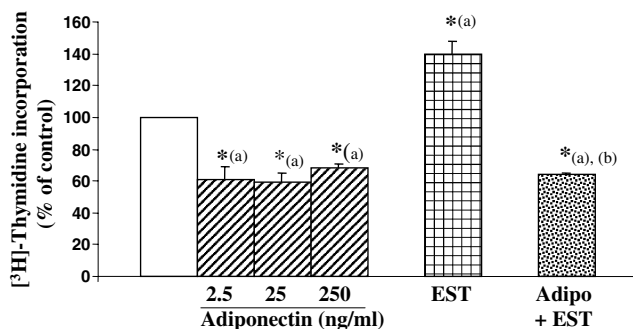 [³H]-Thymidine incorporation
(% of control)
160
140
120
100
80
60
40
20
0
*(a)
*(a)
*(a)
*(a)
*(a), (b)
2.5 25 250
Adiponectin (ng/ml)
EST
Adipo
+ EST